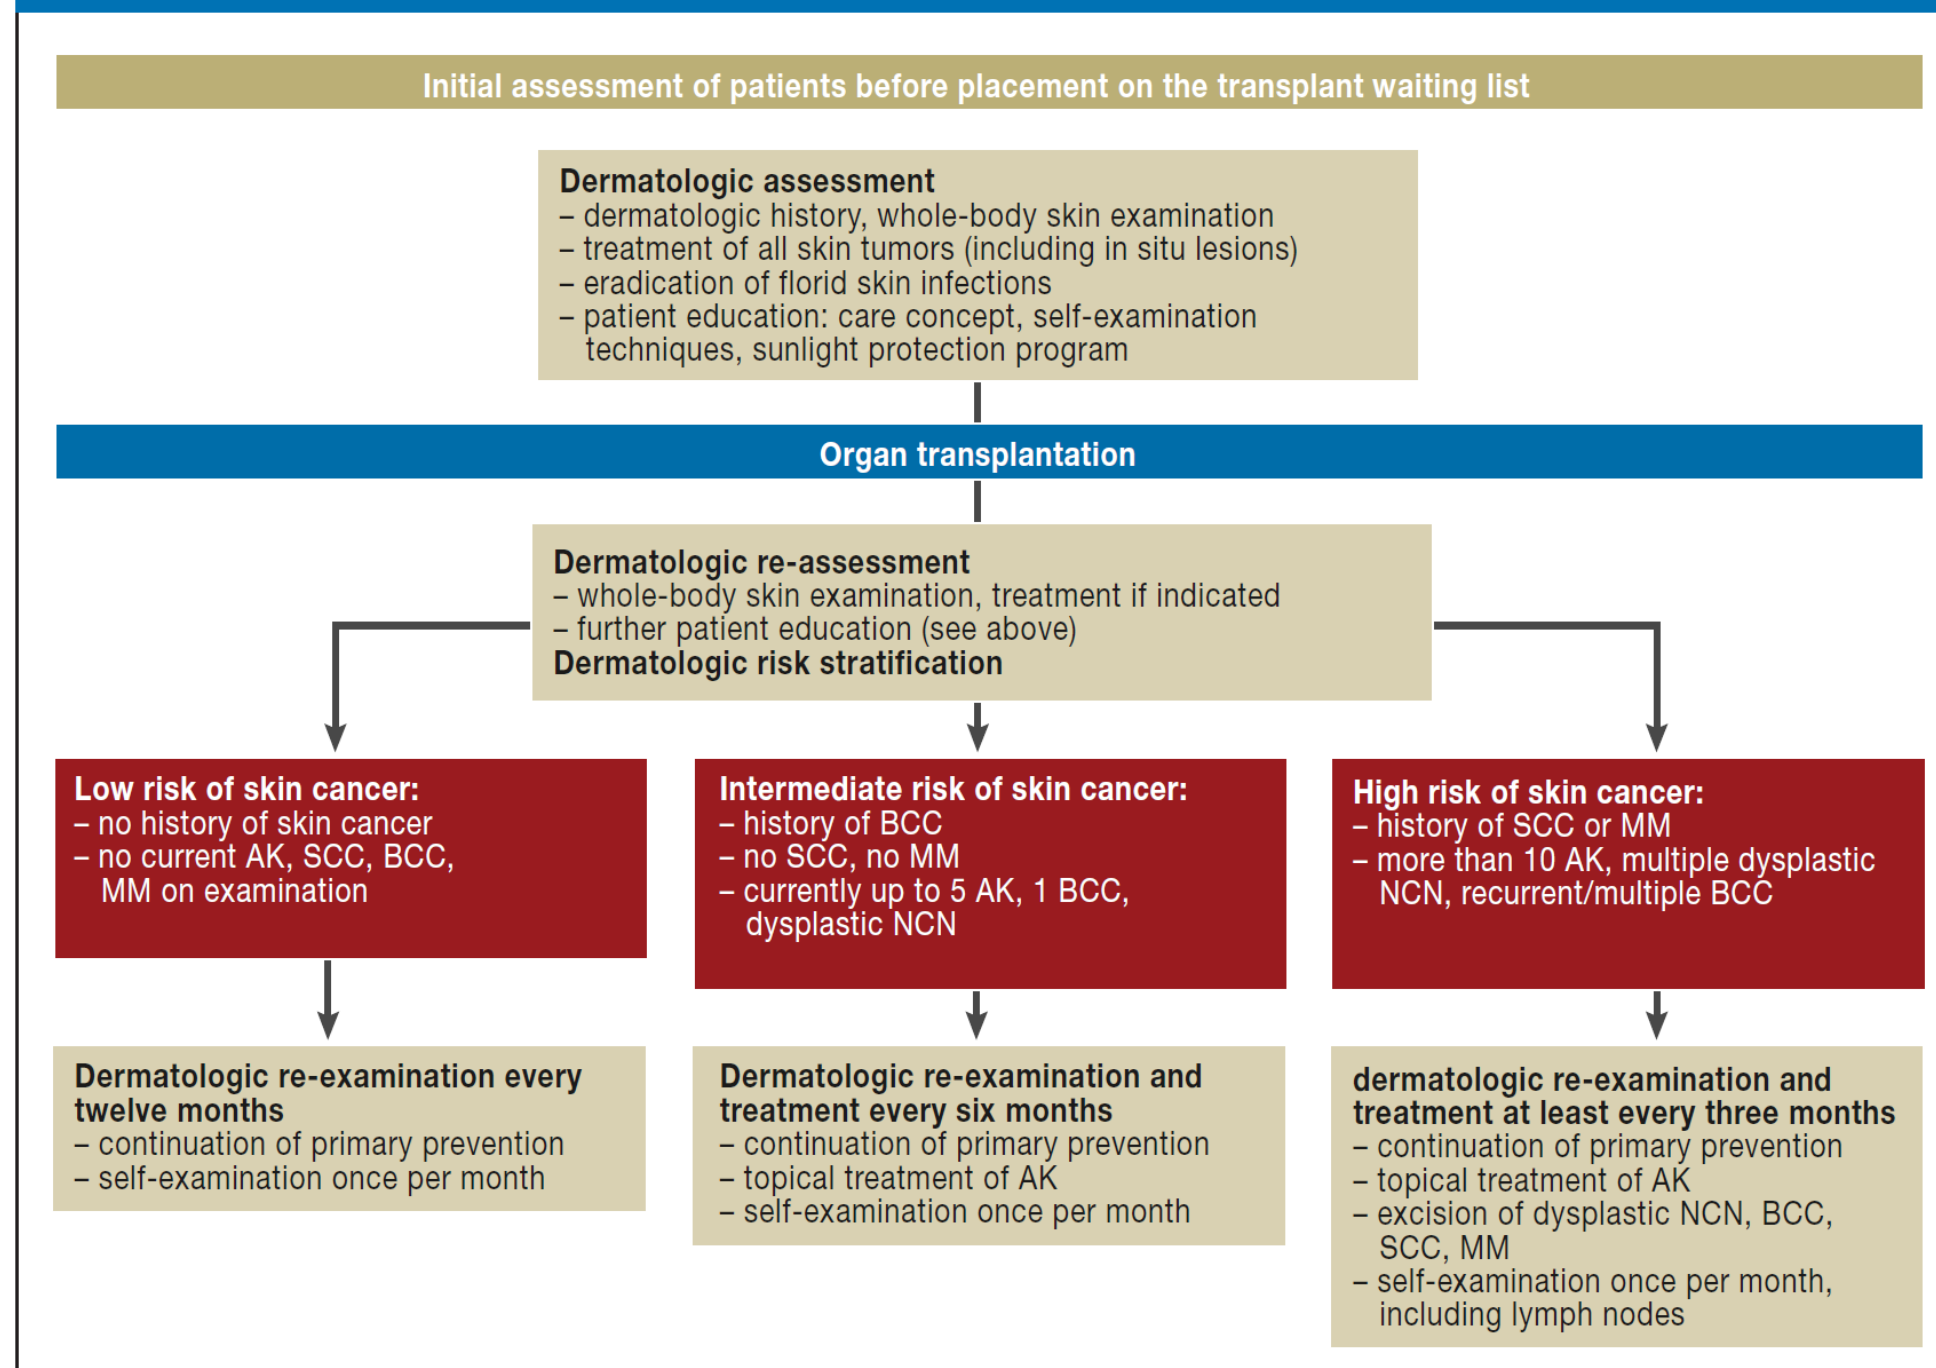 Initial assessment of patients before placement on the transplant waiting list
Dermatologic assessment
– dermatologic history, whole-body skin examination
– treatment of all skin tumors (including in situ lesions)
– eradication of florid skin infections
– patient education: care concept, self-examination
techniques, sunlight protection program
Organ transplantation
Dermatologic re-assessment
– whole-body skin examination, treatment if indicated
– further patient education (see above)
Dermatologic risk stratification
Low risk of skin cancer:
– no history of skin cancer
– no current AK, SCC, BCC,
MM on examination
Intermediate risk of skin cancer:
– history of BCC
– no SCC, no MM
– currently up to 5 AK, 1 BCC,
dysplastic NCN
High risk of skin cancer:
– history of SCC or MM
– more than 10 AK, multiple dysplastic
NCN, recurrent/multiple BCC
Dermatologic re-examination every
twelve months
– continuation of primary prevention
– self-examination once per month
Dermatologic re-examination and
treatment every six months
– continuation of primary prevention
– topical treatment of AK
– self-examination once per month
dermatologic re-examination and
treatment at least every three months
– continuation of primary prevention
– topical treatment of AK
– excision of dysplastic NCN, BCC,
SCC, MM
– self-examination once per month,
including lymph nodes